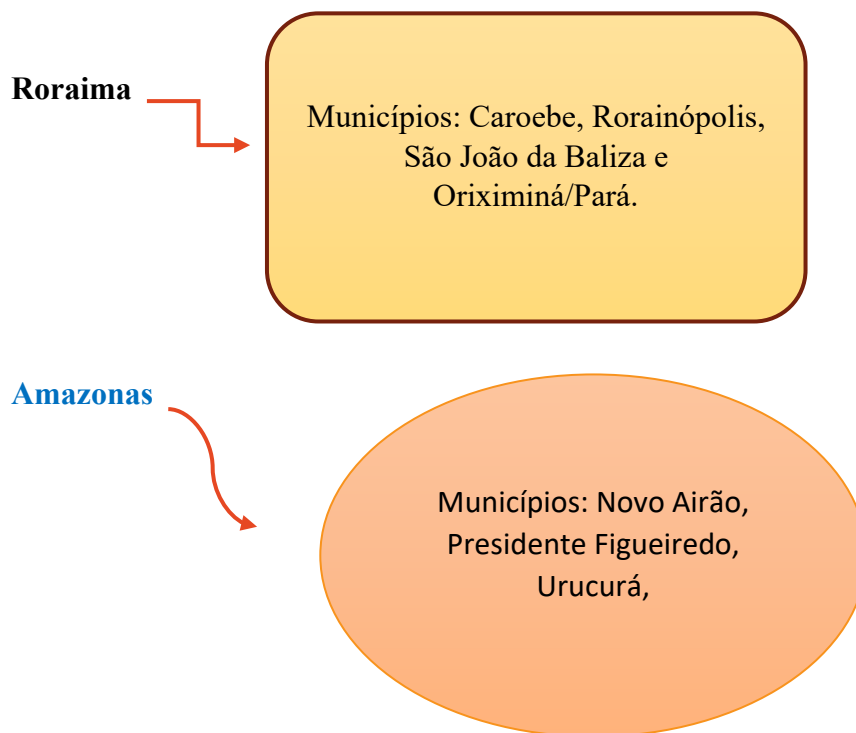 Roraima
Municípios: Caroebe, Rorainópolis,
São João da Baliza e
Oriximiná/Pará.
Amazonas
Municípios: Novo Airão,
Presidente Figueiredo,
Urucurá,